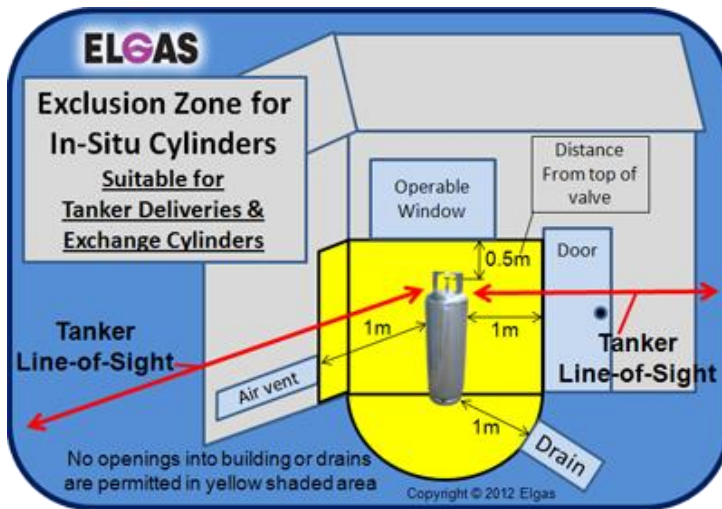 ELGAS
Exclusion Zone for
In-Situ Cylinders
Suitable for
Tanker Deliveries &
Exchange Cylinders
Operable
Window
Distance
From top of
valve
0.5m
Door
Tanker
Line-of-Sight
1m
1m
Tanker
Line-of-Sight
Air vent
1m
Drain
No openings into building or drains
are permitted in yellow shaded area
Copyright © 2012 Elgas